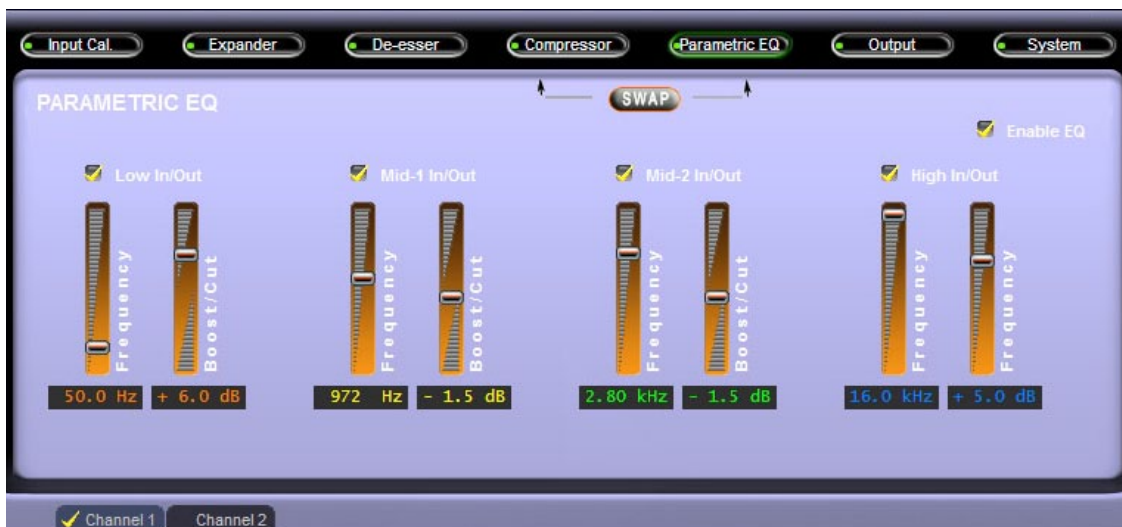 Input Cal. Expander De-esser Compressor Parametric EQ Output System
SWAP
PARAMETRIC EQ
Enable EQ
Low In/Out Mid-1 In/Out Mid-2 In/Out High In/Out
Frequency Boost/Cut Frequency Boost/Cut Frequency Boost/Cut Frequency Frequency
50.0 Hz + 6.0 dB 972 Hz - 1.5 dB 2.80 kHz - 1.5 dB 16.0 kHz + 5.0 dB
Channel 1 Channel 2